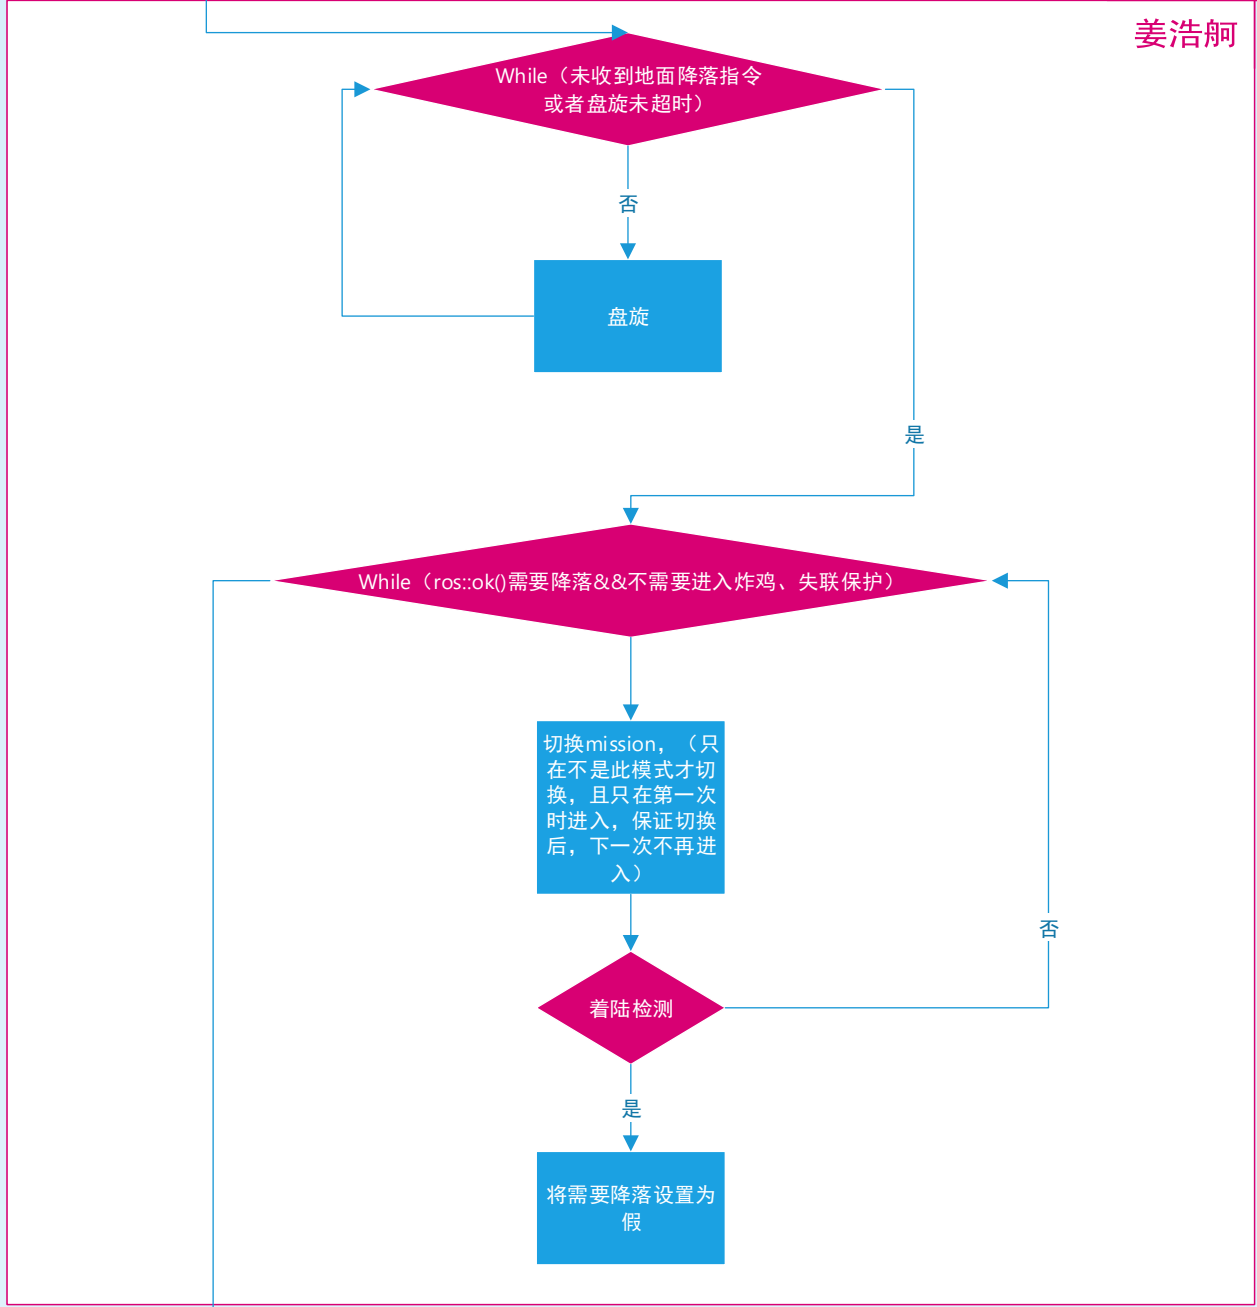 姜浩舸
While（未收到地面降落指令
或者盘旋未超时）
否
盘旋
是
While（ros::ok()需要降落&&不需要进入炸鸡、失联保护）
切换mission，（只
在不是此模式才切
换，且只在第一次
时进入，保证切换
后，下一次不再进
入）
否
着陆检测
是
将需要降落设置为
假